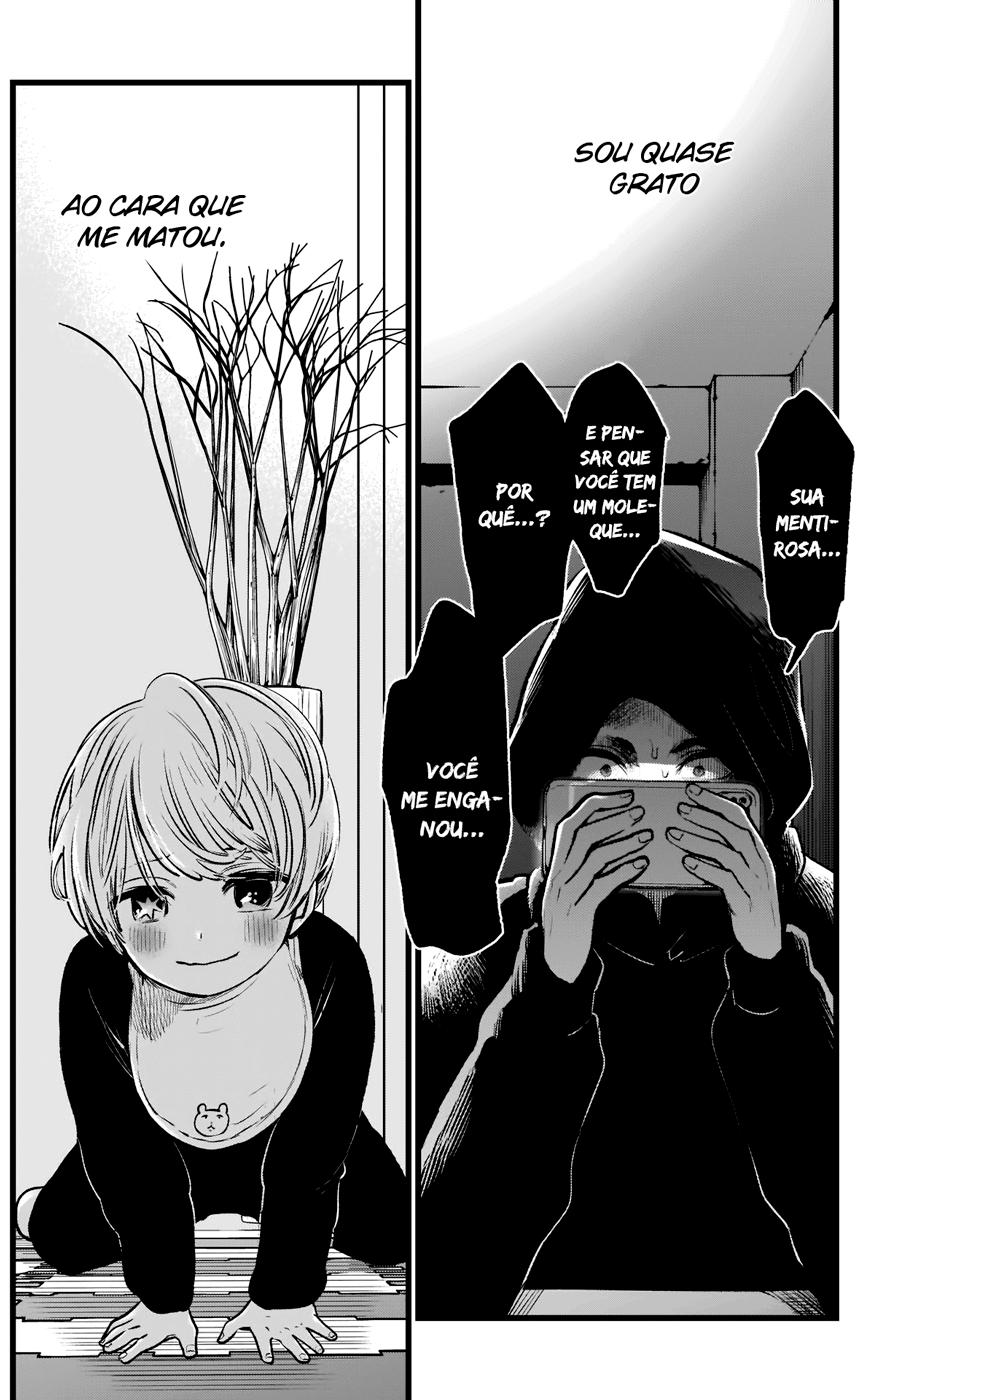 SOU QUASE
GRATO
SUA
MENTI-
ROSA...
E PEN-
SAR QUE
VOCÊ TEM
UM MOLE-
QUE...
POR
QUÊ...?
VOCÊ
ME ENGA-
NOU...
AO CARA QUE
ME MATOU.